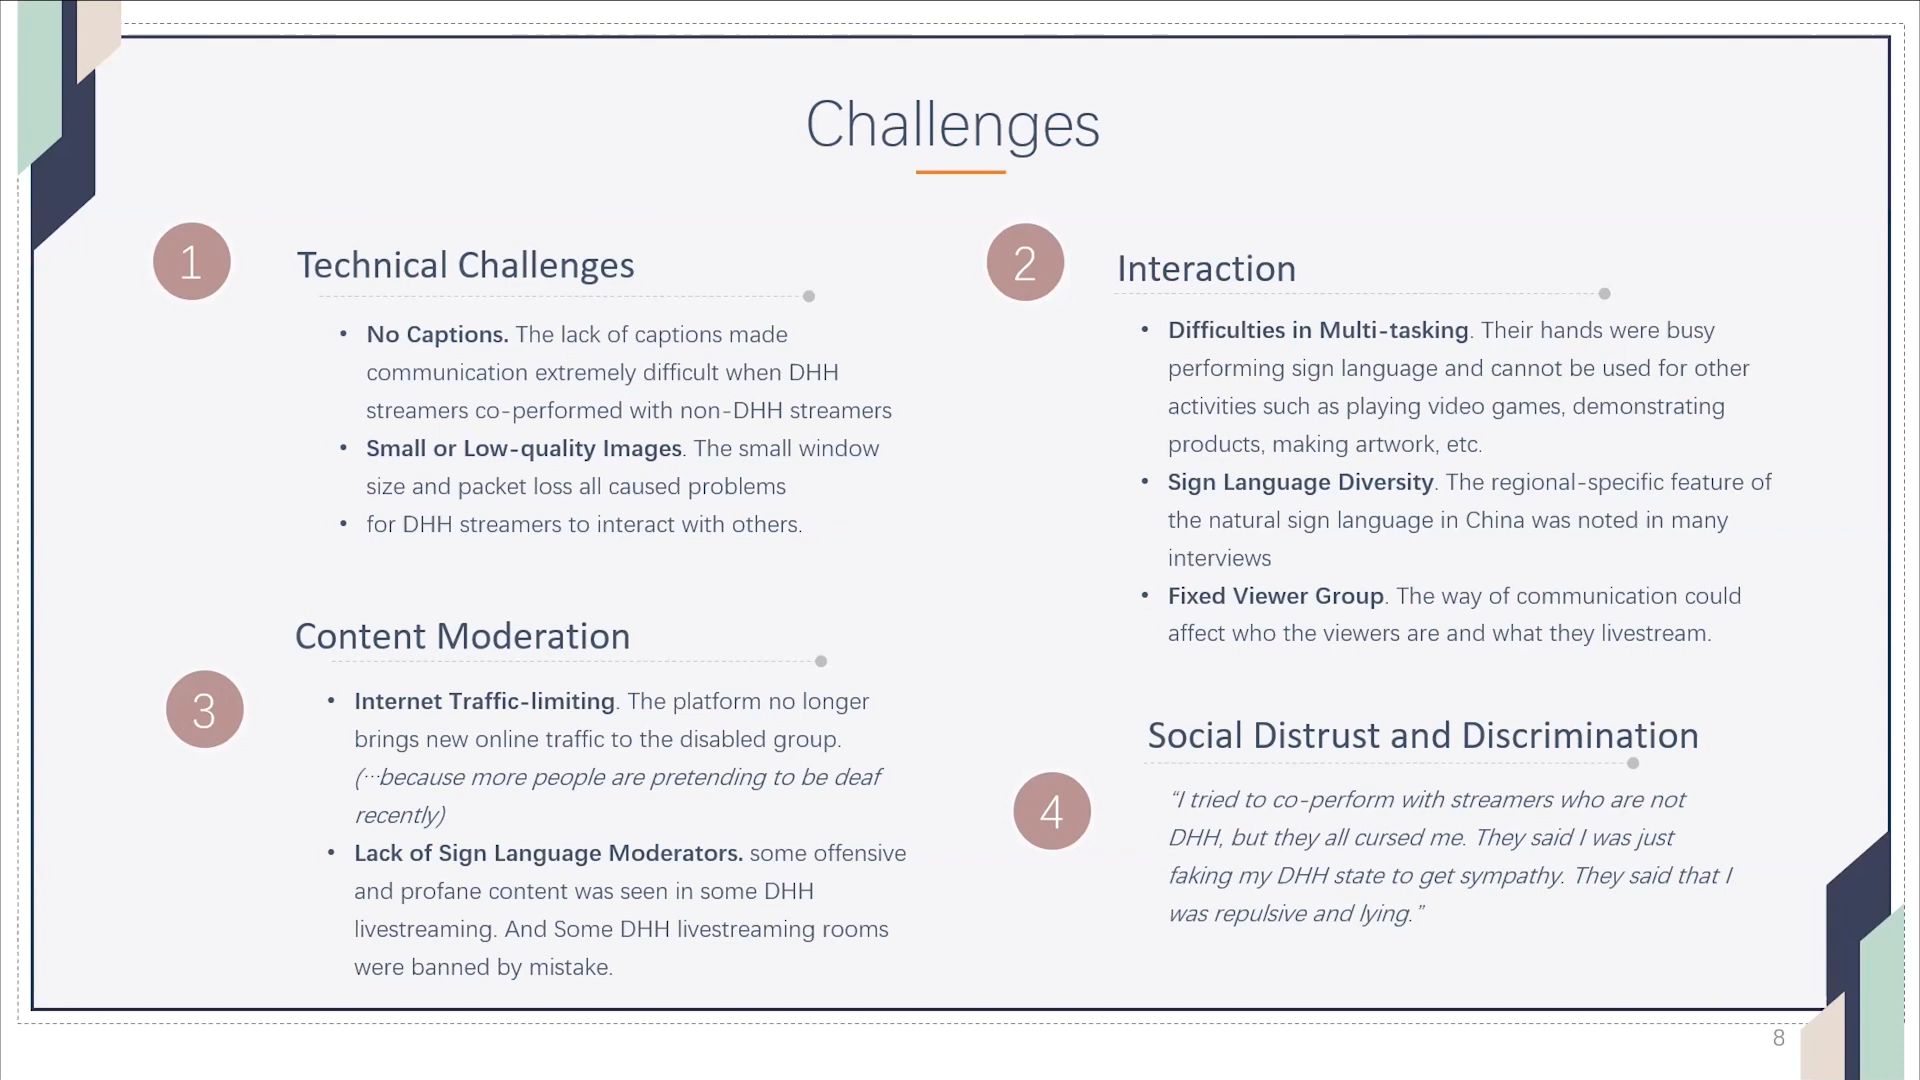 Challenges
1
Technical Challenges
• No Captions. The lack of captions made
communication extremely difficult when DHH
streamers co-performed with non-DHH streamers
• Small or Low-quality Images. The small window
size and packet loss all caused problems
• for DHH streamers to interact with others.
2
Interaction
• Difficulties in Multi-tasking. Their hands were busy
performing sign language and cannot be used for other
activities such as playing video games, demonstrating
products, making artwork, etc.
• Sign Language Diversity. The regional-specific feature of
the natural sign language in China was noted in many
interviews
• Fixed Viewer Group. The way of communication could
affect who the viewers are and what they livestream.
3
Content Moderation
• Internet Traffic-limiting. The platform no longer
brings new online traffic to the disabled group.
(…because more people are pretending to be deaf
recently)
• Lack of Sign Language Moderators. some offensive
and profane content was seen in some DHH
livestreaming. And Some DHH livestreaming rooms
were banned by mistake.
4
Social Distrust and Discrimination
“I tried to co-perform with streamers who are not
DHH, but they all cursed me. They said I was just
faking my DHH state to get sympathy. They said that I
was repulsive and lying.”
8